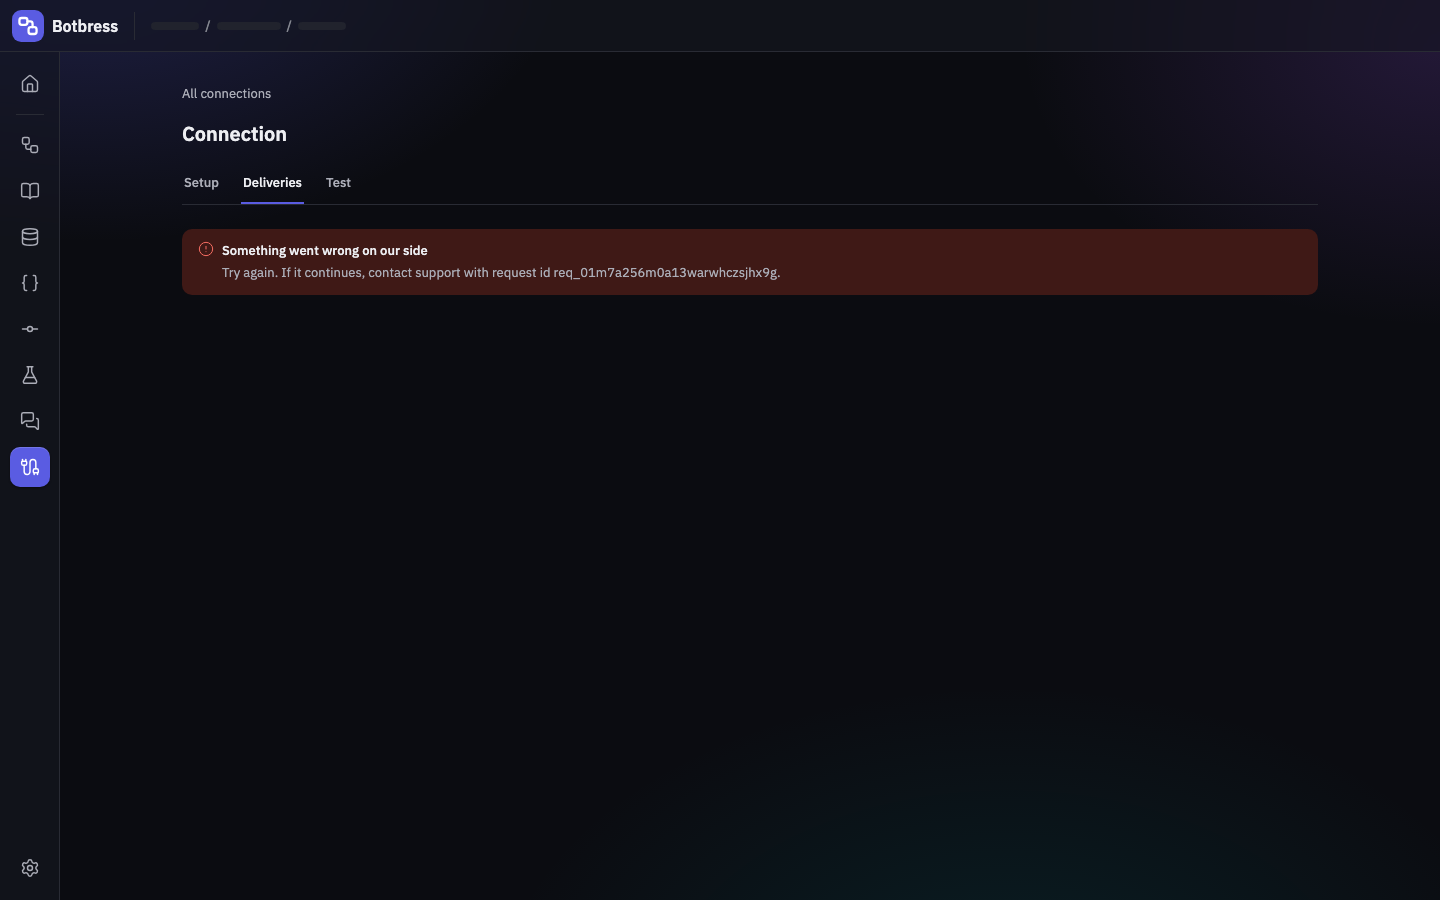 Botbress
/ /
All connections
Connection
Setup Deliveries Test
Something went wrong on our side
Try again. If it continues, contact support with request id req_01m7a256m0a13warwhczsjhx9g.